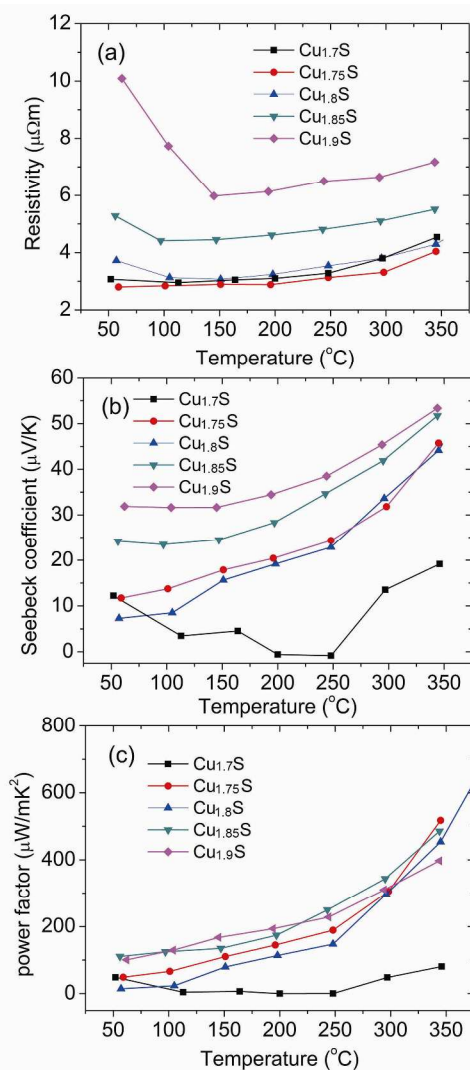 (a)
Cu1.7S
Cu1.75S
Cu1.8S
Cu1.85S
Cu1.9S
12
10
8
6
4
2
Resistivity (μΩm)
50 100 150 200 250 300 350
Temperature (°C)
(b)
Cu1.7S
Cu1.75S
Cu1.8S
Cu1.85S
Cu1.9S
60
50
40
30
20
10
0
Seebeck coefficient (μV/K)
50 100 150 200 250 300 350
Temperature (°C)
(c)
Cu1.7S
Cu1.75S
Cu1.8S
Cu1.85S
Cu1.9S
800
600
400
200
0
power factor (μW/mK²)
50 100 150 200 250 300 350
Temperature (°C)